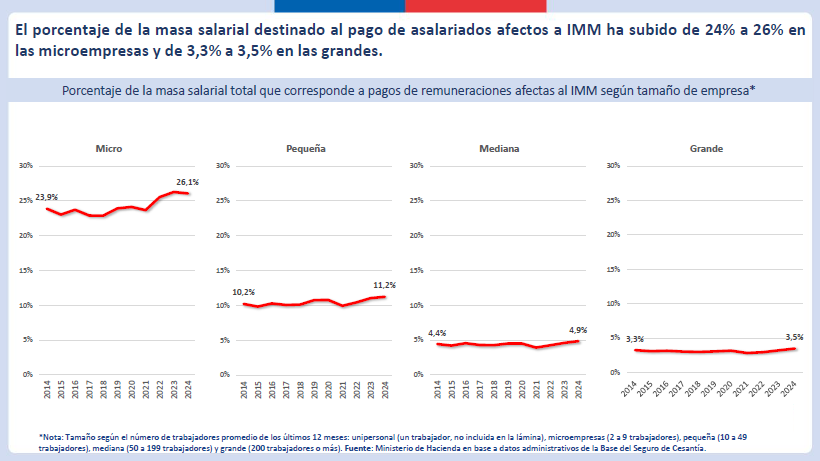 El porcentaje de la masa salarial destinado al pago de asalariados afectos a IMM ha subido de 24% a 26% en
las microempresas y de 3,3% a 3,5% en las grandes.
Porcentaje de la masa salarial total que corresponde a pagos de remuneraciones afectas al IMM según tamaño de empresa*
Micro
30%
25%
20%
15%
10%
5%
0%
23,9%
26,1%
2014 2015 2016 2017 2018 2019 2020 2021 2022 2023 2024
Pequeña
30%
25%
20%
15%
10%
5%
0%
10,2%
11,2%
2014 2015 2016 2017 2018 2019 2020 2021 2022 2023 2024
Mediana
30%
25%
20%
15%
10%
5%
0%
4,4%
4,9%
2014 2015 2016 2017 2018 2019 2020 2021 2022 2023 2024
Grande
30%
25%
20%
15%
10%
5%
0%
3,3%
3,5%
2014 2015 2016 2017 2018 2019 2020 2021 2022 2023 2024
*Nota: Tamaño según el número de trabajadores promedio de los últimos 12 meses: unipersonal (un trabajador, no incluida en la lámina), microempresas (2 a 9 trabajadores), pequeña (10 a 49
trabajadores), mediana (50 a 199 trabajadores) y grande (200 trabajadores o más). Fuente: Ministerio de Hacienda en base a datos administrativos de la Base del Seguro de Cesantía.